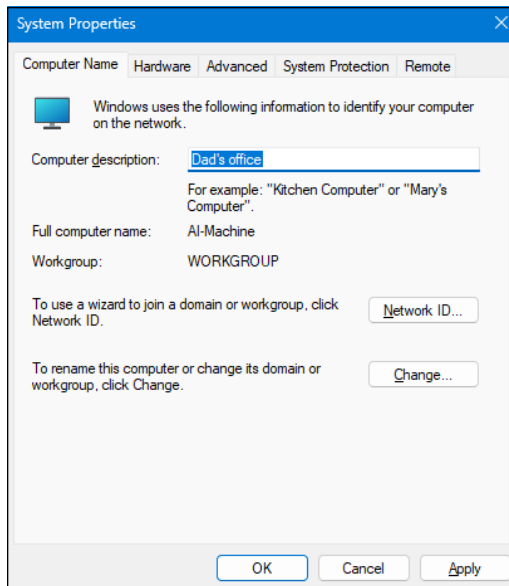 System Properties
Computer Name Hardware Advanced System Protection Remote
Windows uses the following information to identify your computer
on the network.
Computer description: Dad's office
For example: "Kitchen Computer" or "Mary's
Computer".
Full computer name: AI-Machine
Workgroup: WORKGROUP
To use a wizard to join a domain or workgroup, click
Network ID.
Network ID...
To rename this computer or change its domain or
workgroup, click Change.
Change...
OK Cancel Apply